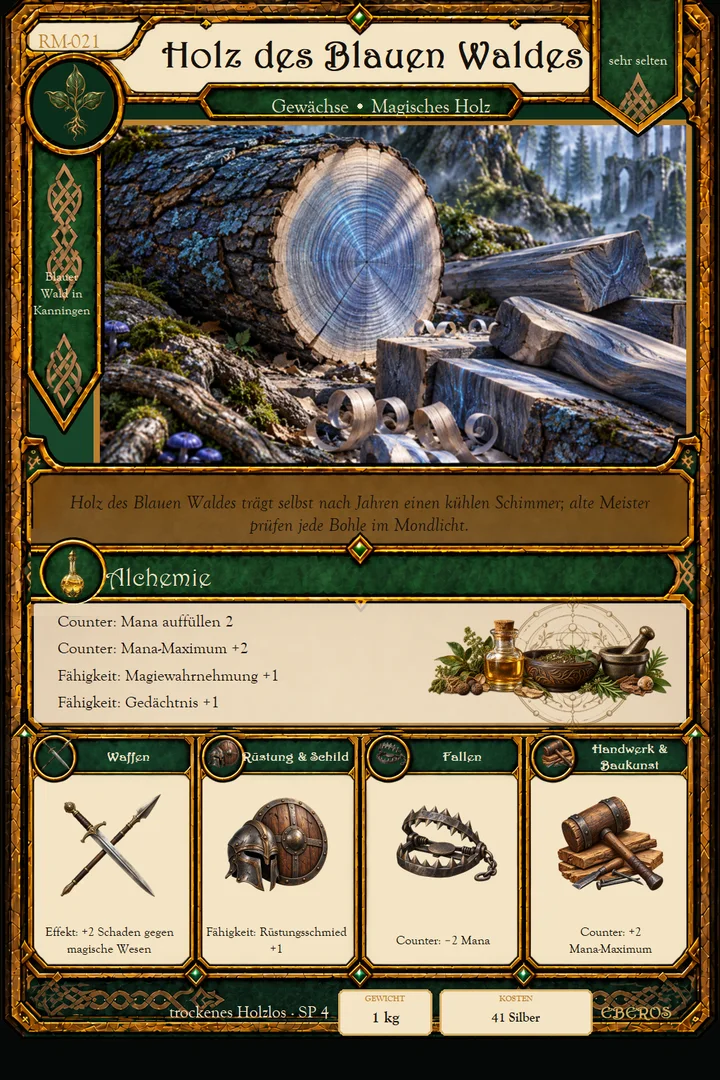 RM-021
Holz des Blauen Waldes
sehr selten
Gewächse • Magisches Holz
Blauer
Wald in
Kanningen
Holz des Blauen Waldes trägt selbst nach Jahren einen kühlen Schimmer; alte Meister
prüfen jede Bohle im Mondlicht.
Alchemie
Counter: Mana auffüllen 2
Counter: Mana-Maximum +2
Fähigkeit: Magiewahrnehmung +1
Fähigkeit: Gedächtnis +1
Waffen
Effekt: +2 Schaden gegen
magische Wesen
Rüstung & Schild
Fähigkeit: Rüstungsschmied
+1
Fallen
Counter: −2 Mana
Handwerk &
Baukunst
Counter: +2
Mana-Maximum
trockenes Holzlos · SP 4
GEWICHT
1 kg
KOSTEN
41 Silber
EBEROS